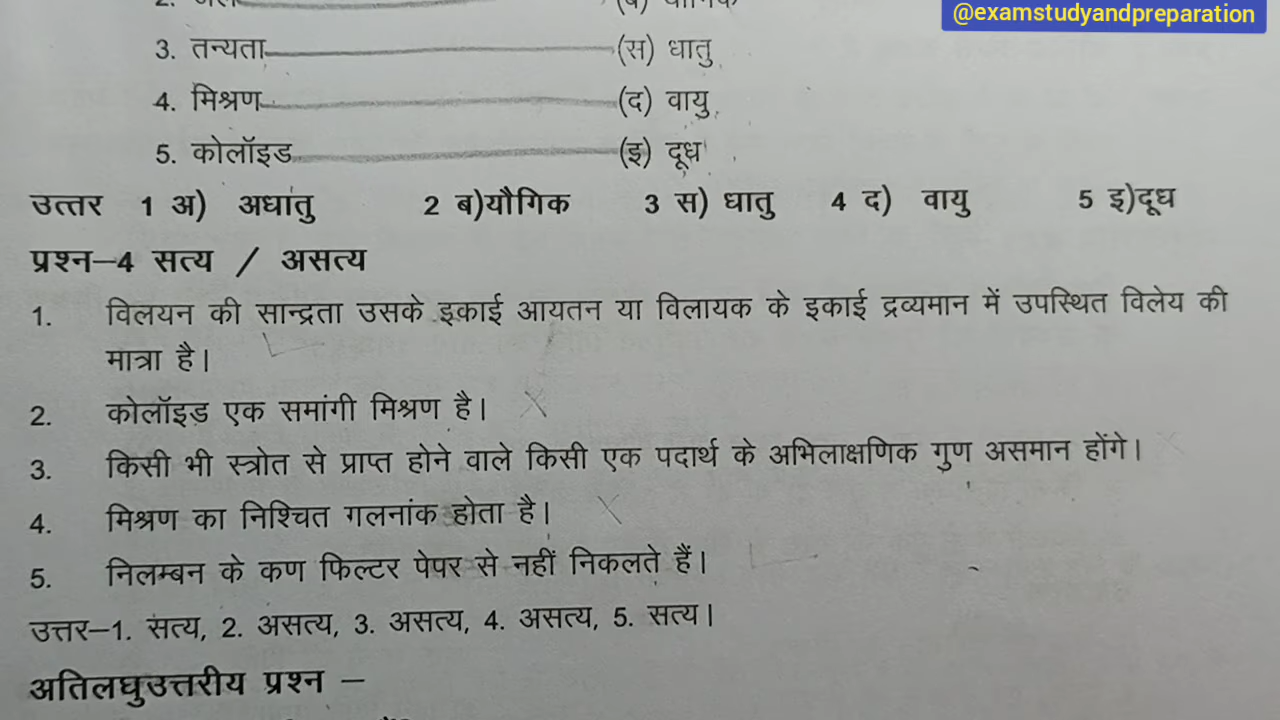 @examstudyandpreparation
2. जल (ब) यौगिक
3. तन्यता (स) धातु
4. मिश्रण (द) वायु
5. कोलॉइड (इ) दूध
उत्तर 1 अ) अधातु 2 ब)यौगिक 3 स) धातु 4 द) वायु 5 इ)दूध
प्रश्न–4 सत्य / असत्य
1. विलयन की सान्द्रता उसके इकाई आयतन या विलायक के इकाई द्रव्यमान में उपस्थित विलेय की
मात्रा है।
2. कोलॉइड एक समांगी मिश्रण है।
3. किसी भी स्त्रोत से प्राप्त होने वाले किसी एक पदार्थ के अभिलाक्षणिक गुण असमान होंगे।
4. मिश्रण का निश्चित गलनांक होता है।
5. निलम्बन के कण फिल्टर पेपर से नहीं निकलते हैं।
उत्तर–1. सत्य, 2. असत्य, 3. असत्य, 4. असत्य, 5. सत्य।
अतिलघुउत्तरीय प्रश्न –